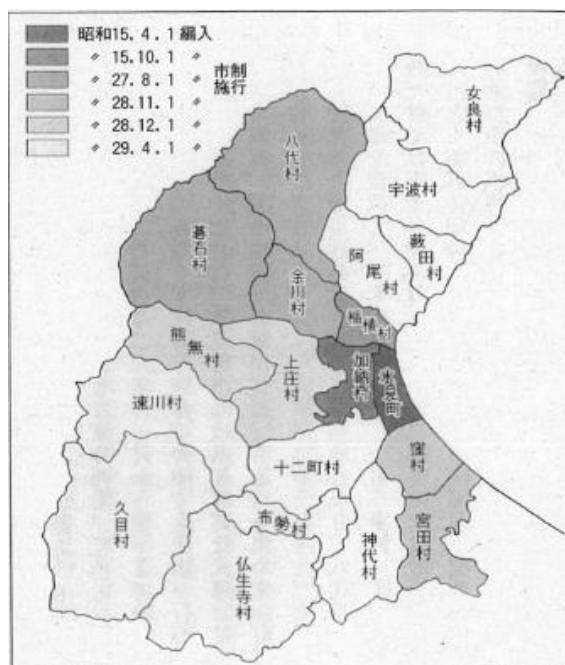 昭和15.4.1編入
〃 15.10.1 〃
〃 27.8.1 〃
〃 28.11.1 〃
〃 28.12.1 〃
〃 29.4.1 〃
市制
施行
女良村
八代村
宇波村
碁石村
阿尾村
薮田村
余川村
稲積村
熊無村
上庄村
加納村
氷見町
速川村
十二町村
窪村
久目村
布勢村
宮田村
仏生寺村
神代村